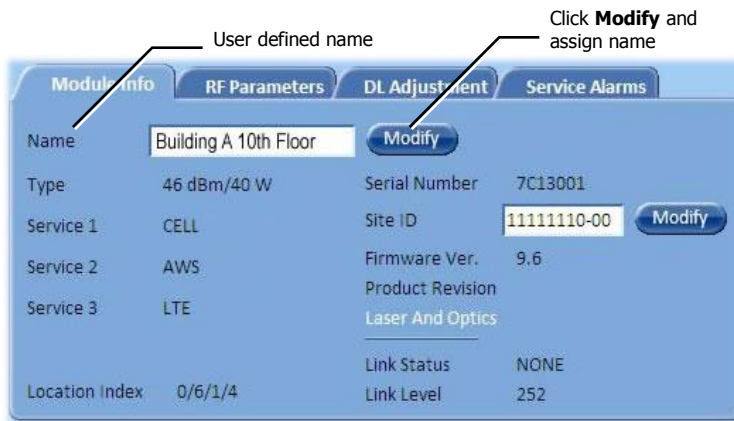 Click Modify and
assign name
User defined name
Module Info
RF Parameters
DL Adjustment
Service Alarms
Name
Building A 10th Floor
Modify
Type
46 dBm/40 W
Serial Number
7C13001
Service 1
CELL
Site ID
11111110-00
Modify
Service 2
AWS
Firmware Ver.
9.6
Product Revision
Service 3
LTE
Laser And Optics
Link Status
NONE
Location Index
0/6/1/4
Link Level
252